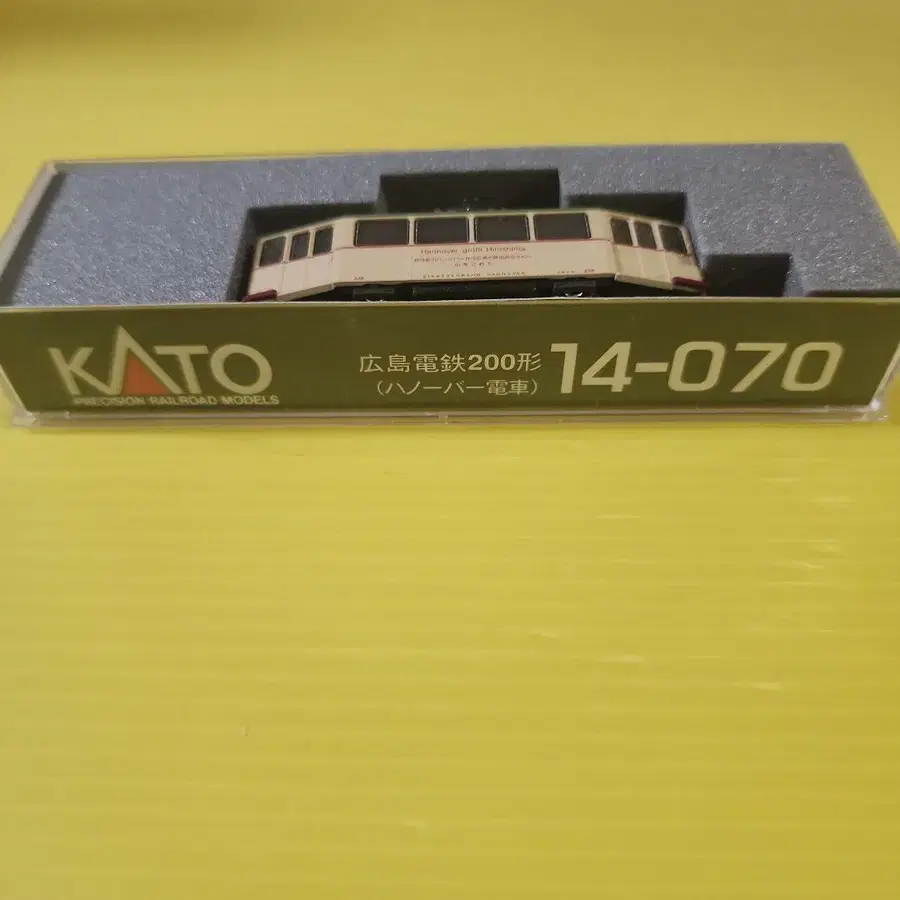 Hannover grüßt Hiroshima
KATO
PRECISION RAILROAD MODELS
広島電鉄200形
(ハノーバー電車)
14-070